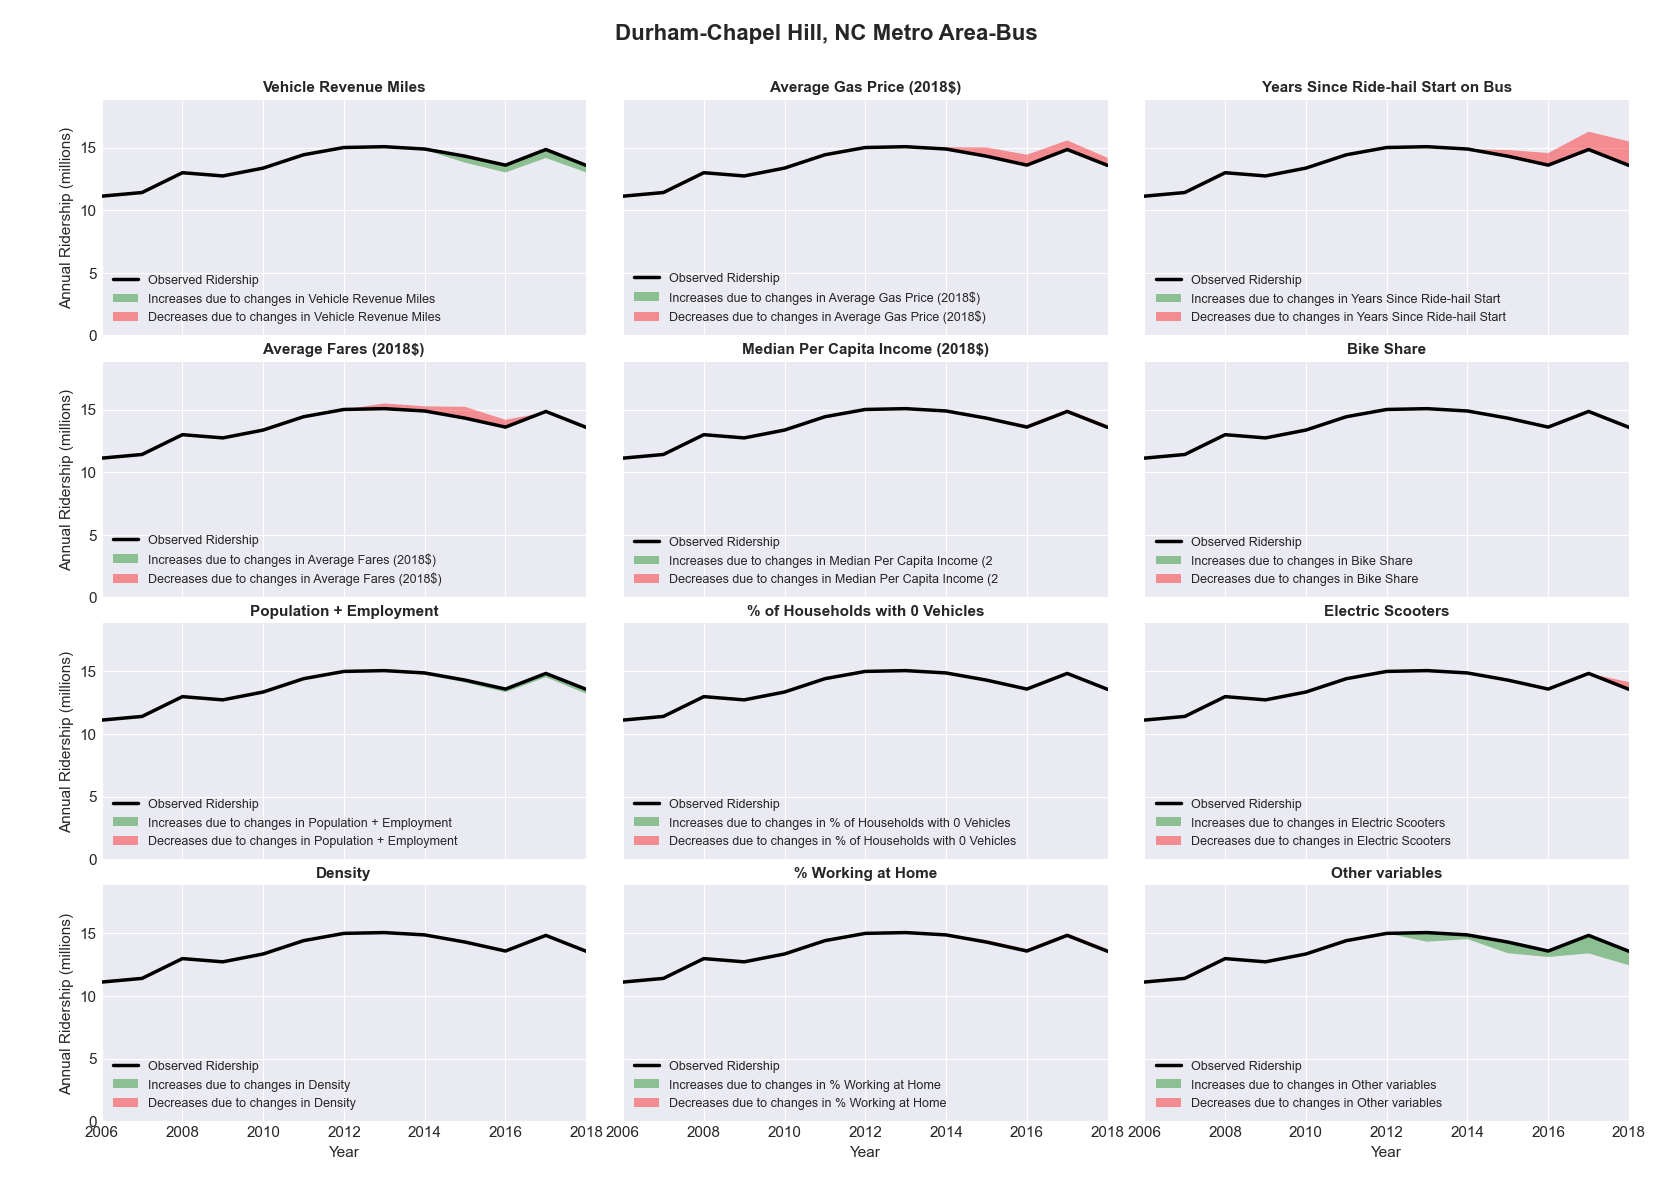 Durham-Chapel Hill, NC Metro Area-Bus
Vehicle Revenue Miles
Annual Ridership (millions)
15
10
5
0
Observed Ridership
Increases due to changes in Vehicle Revenue Miles
Decreases due to changes in Vehicle Revenue Miles
Average Gas Price (2018$)
Observed Ridership
Increases due to changes in Average Gas Price (2018$)
Decreases due to changes in Average Gas Price (2018$)
Years Since Ride-hail Start on Bus
Observed Ridership
Increases due to changes in Years Since Ride-hail Start
Decreases due to changes in Years Since Ride-hail Start
Average Fares (2018$)
Annual Ridership (millions)
15
10
5
0
Observed Ridership
Increases due to changes in Average Fares (2018$)
Decreases due to changes in Average Fares (2018$)
Median Per Capita Income (2018$)
Observed Ridership
Increases due to changes in Median Per Capita Income (2
Decreases due to changes in Median Per Capita Income (2
Bike Share
Observed Ridership
Increases due to changes in Bike Share
Decreases due to changes in Bike Share
Population + Employment
Annual Ridership (millions)
15
10
5
0
Observed Ridership
Increases due to changes in Population + Employment
Decreases due to changes in Population + Employment
% of Households with 0 Vehicles
Observed Ridership
Increases due to changes in % of Households with 0 Vehicles
Decreases due to changes in % of Households with 0 Vehicles
Electric Scooters
Observed Ridership
Increases due to changes in Electric Scooters
Decreases due to changes in Electric Scooters
Density
Annual Ridership (millions)
15
10
5
0
Observed Ridership
Increases due to changes in Density
Decreases due to changes in Density
2006 2008 2010 2012 2014 2016 2018
Year
% Working at Home
Observed Ridership
Increases due to changes in % Working at Home
Decreases due to changes in % Working at Home
2006 2008 2010 2012 2014 2016 2018
Year
Other variables
Observed Ridership
Increases due to changes in Other variables
Decreases due to changes in Other variables
2006 2008 2010 2012 2014 2016 2018
Year